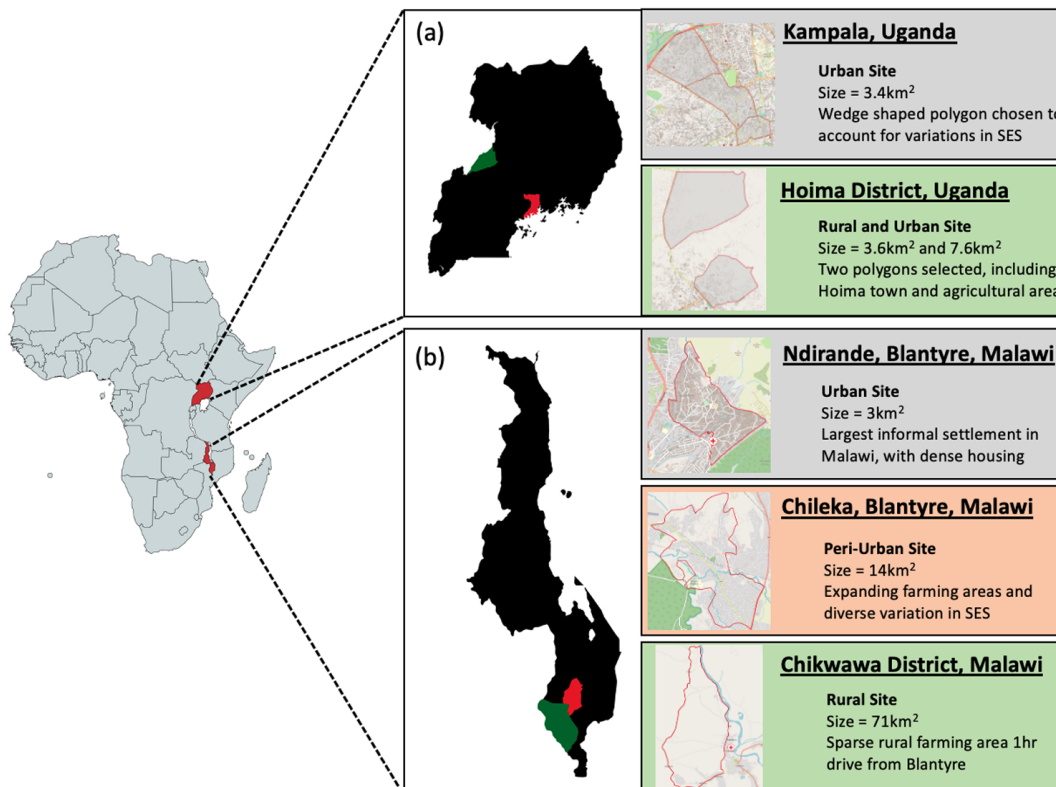 (a)
Kampala, Uganda
Urban Site
Size = 3.4km²
Wedge shaped polygon chosen to
account for variations in SES
Hoima District, Uganda
Rural and Urban Site
Size = 3.6km² and 7.6km²
Two polygons selected, including
Hoima town and agricultural area
(b)
Ndirande, Blantyre, Malawi
Urban Site
Size = 3km²
Largest informal settlement in
Malawi, with dense housing
Chileka, Blantyre, Malawi
Peri-Urban Site
Size = 14km²
Expanding farming areas and
diverse variation in SES
Chikwawa District, Malawi
Rural Site
Size = 71km²
Sparse rural farming area 1hr
drive from Blantyre